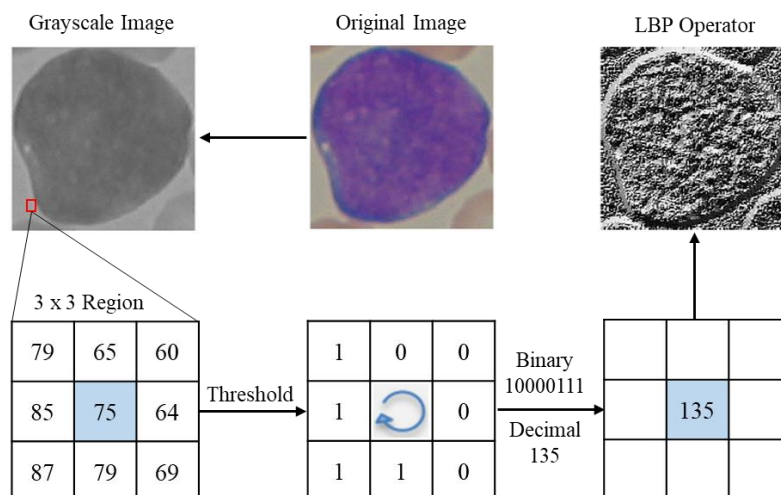 Grayscale Image
Original Image
LBP Operator
3 x 3 Region
79 65 60
85 75 64
87 79 69
Threshold
1 0 0
1 0
1 1 0
Binary
10000111
Decimal
135
135